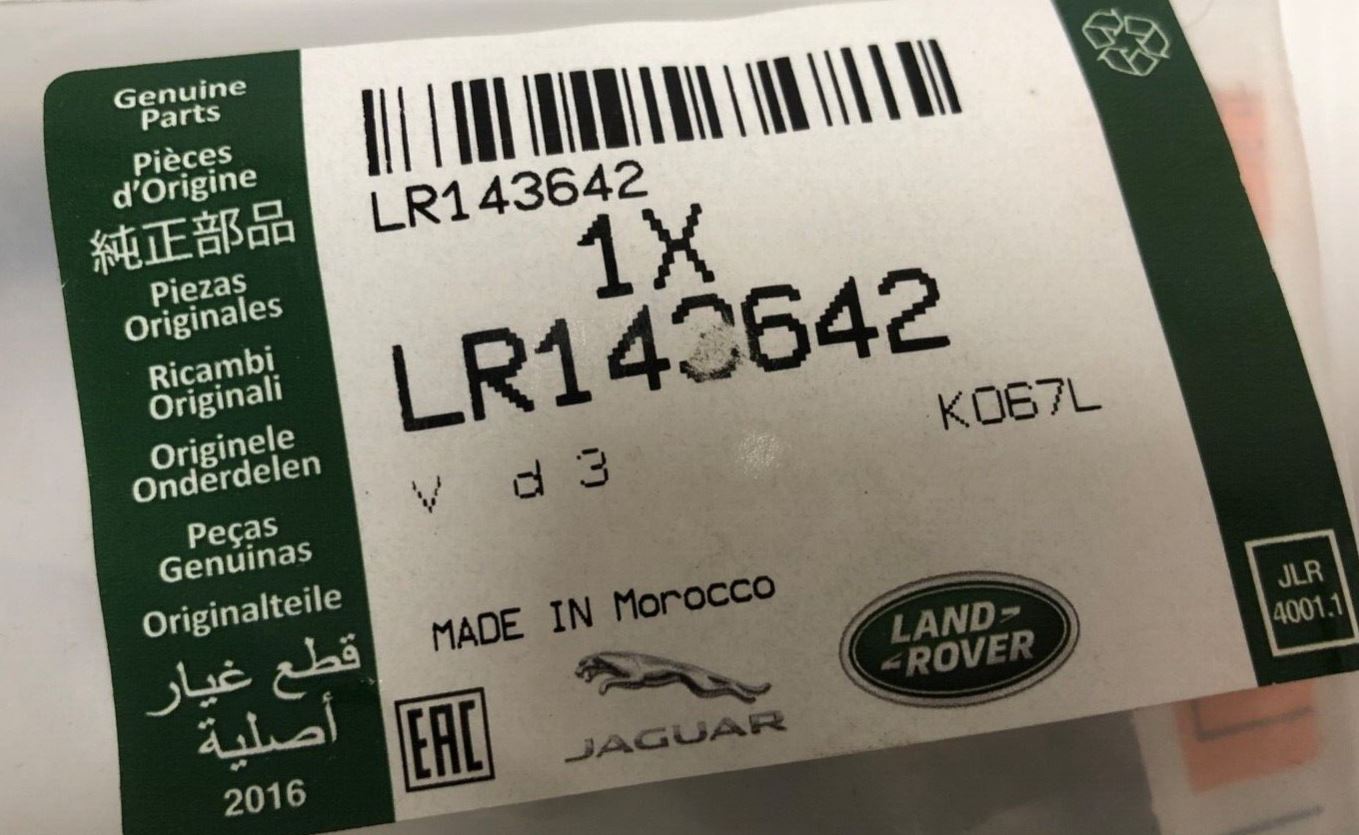 Genuine
Parts
Pièces
d'Origine
純正部品
Piezas
Originales
Ricambi
Originali
Originele
Onderdelen
Peças
Genuinas
Originalteile
قطع غيار
أصلية
2016
LR143642
1X
LR143642
K067L
V d 3
MADE IN Morocco
EAC
JAGUAR
LAND-
-ROVER
JLR
4001.1